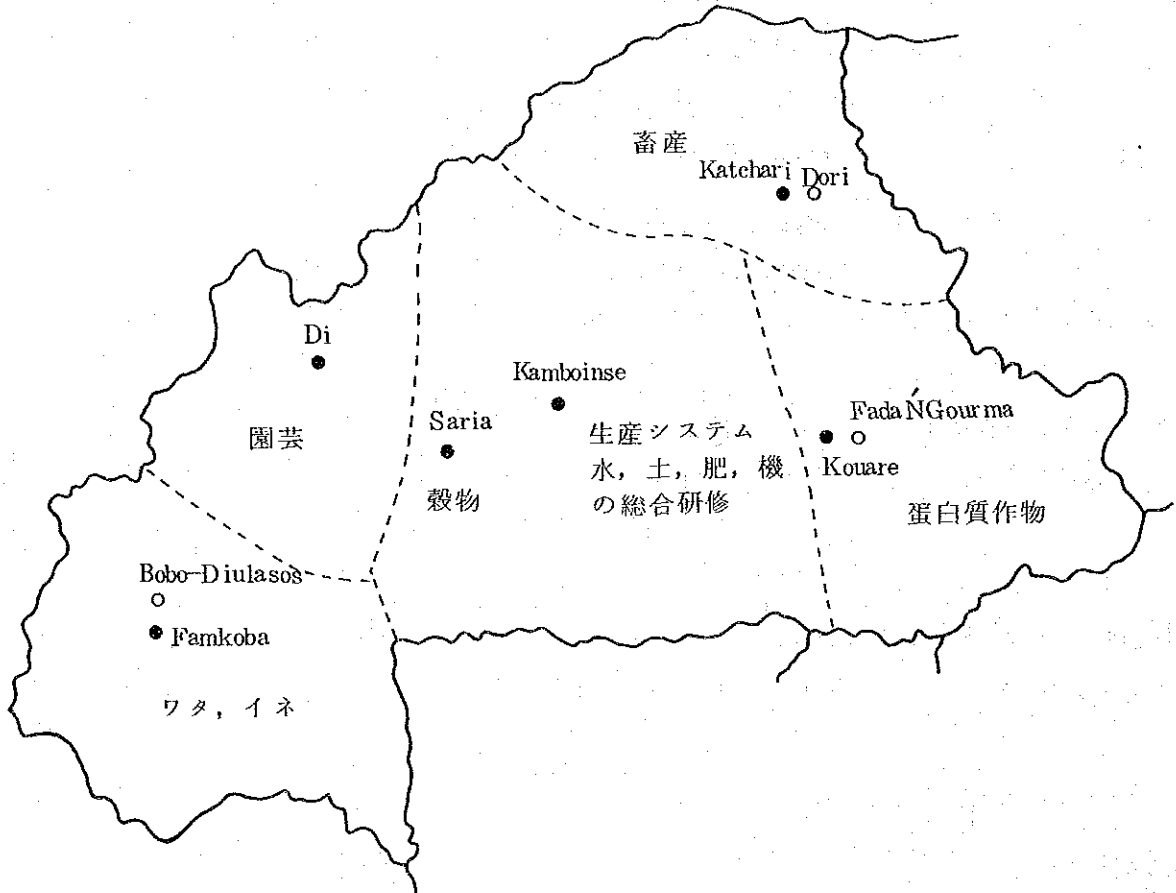 畜産
Katchari Dori
Di
園芸
Kamboinse
Saria
穀物
生産システム
水，土，肥，機
の総合研修
Fada ŃGourma
Kouare
蛋白質作物
Bobo-Diulasos
Famkoba
ワタ，イネ